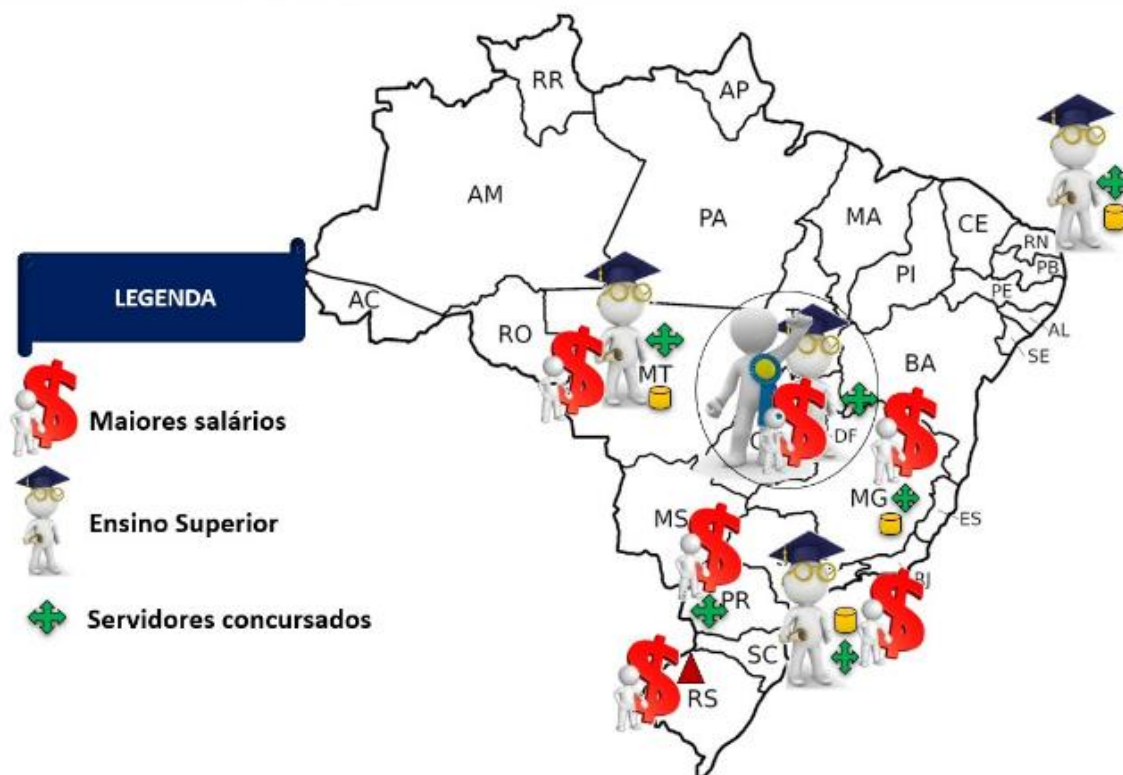 RR
AP
AM
PA
MA
CE
RN
PB
PI
PE
AL
SE
LEGENDA
AC
RO
BA
MT
DF
Maiores salários
MG
ES
MS
Ensino Superior
RJ
PR
Servidores concursados
SC
RS